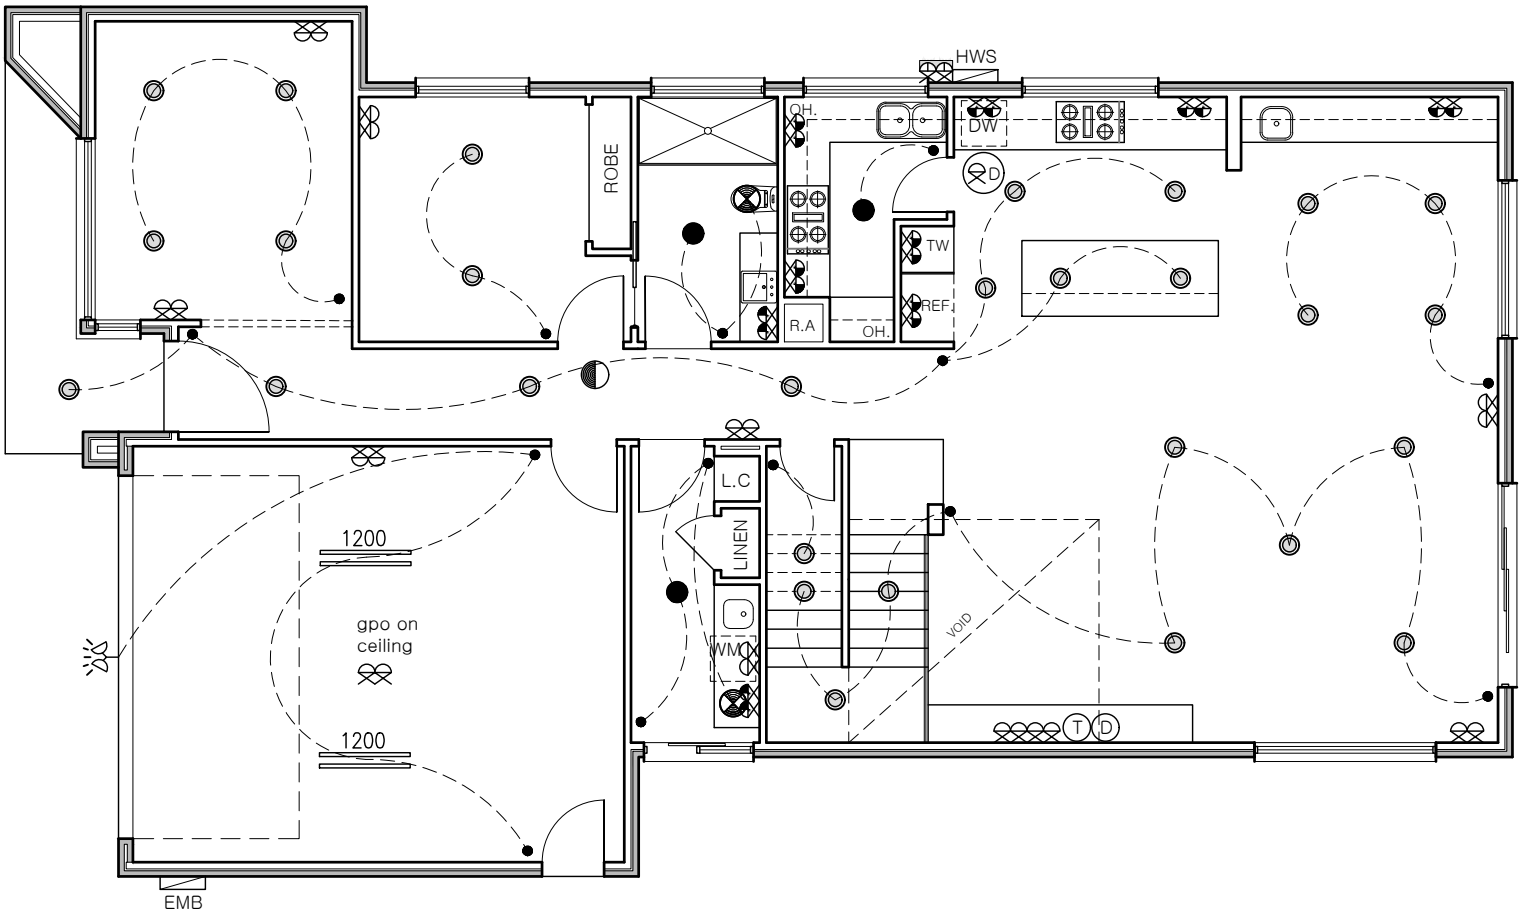 HWS
OH.
DW
ROBE
D
TW
REF.
R.A
OH.
L.C
LINEN
1200
gpo on
ceiling
WM
VOID
1200
T
D
EMB